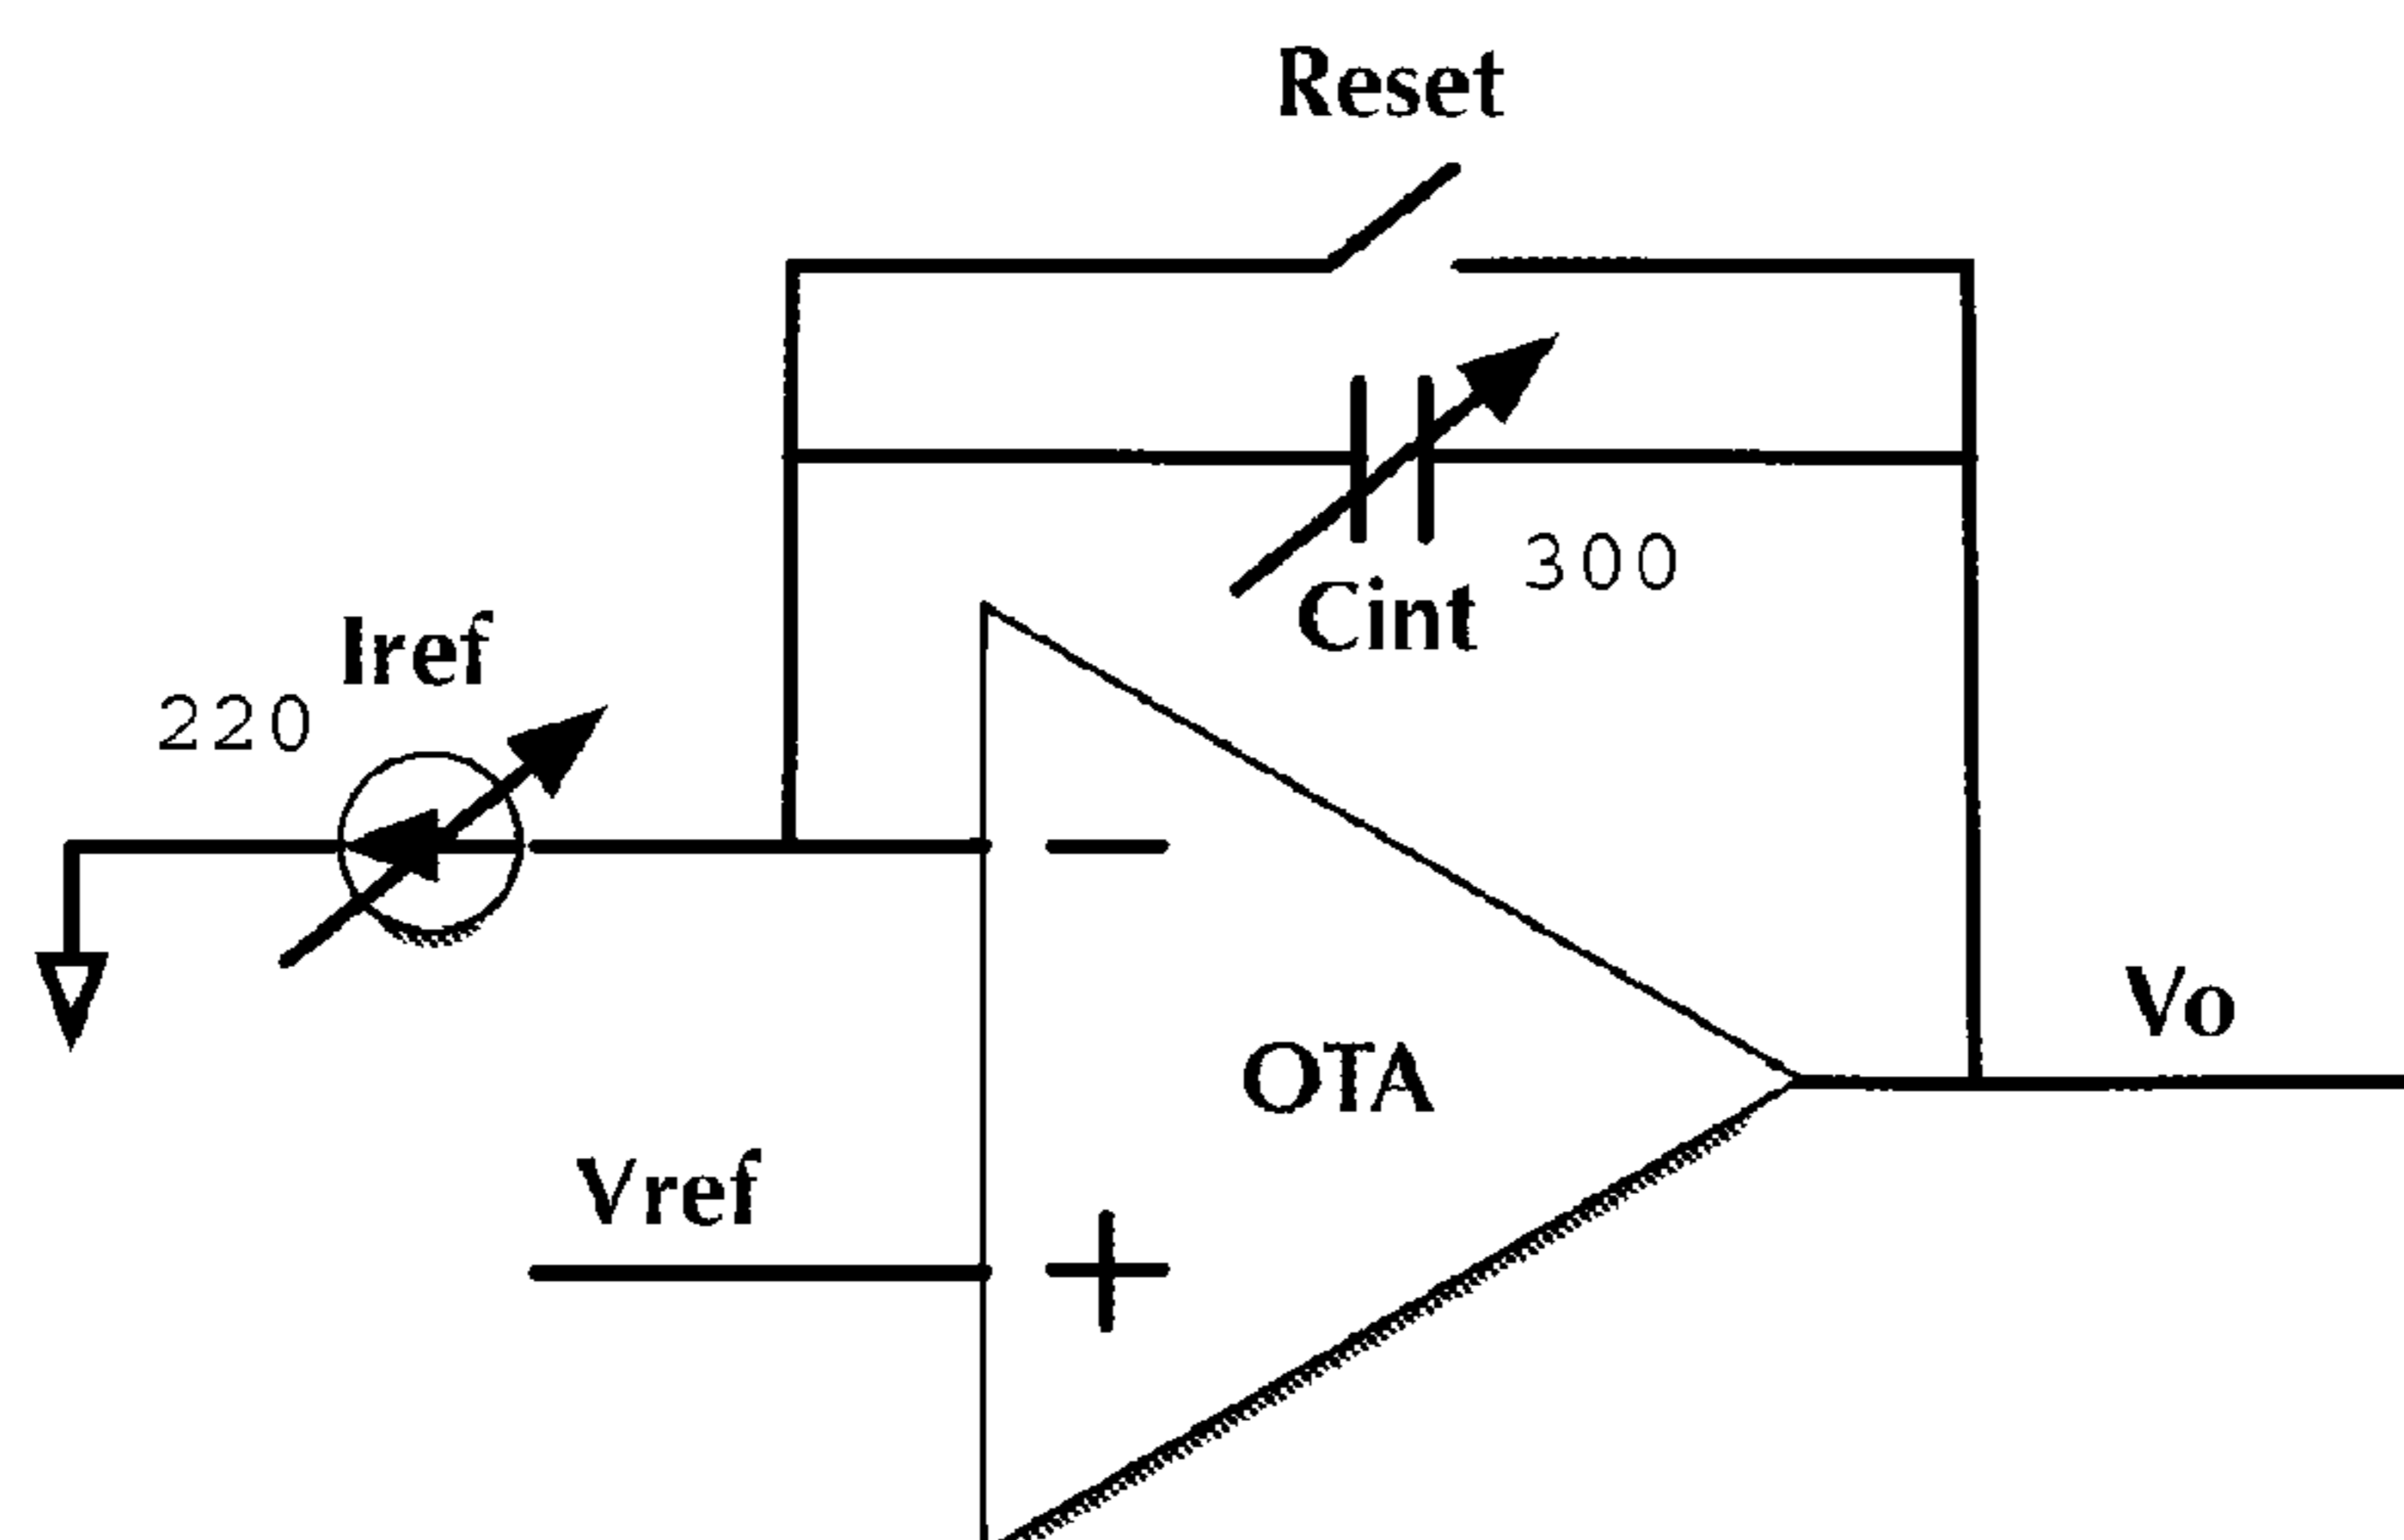 Reset
Cint 300
Iref
220
−
OTA
Vo
Vref
+